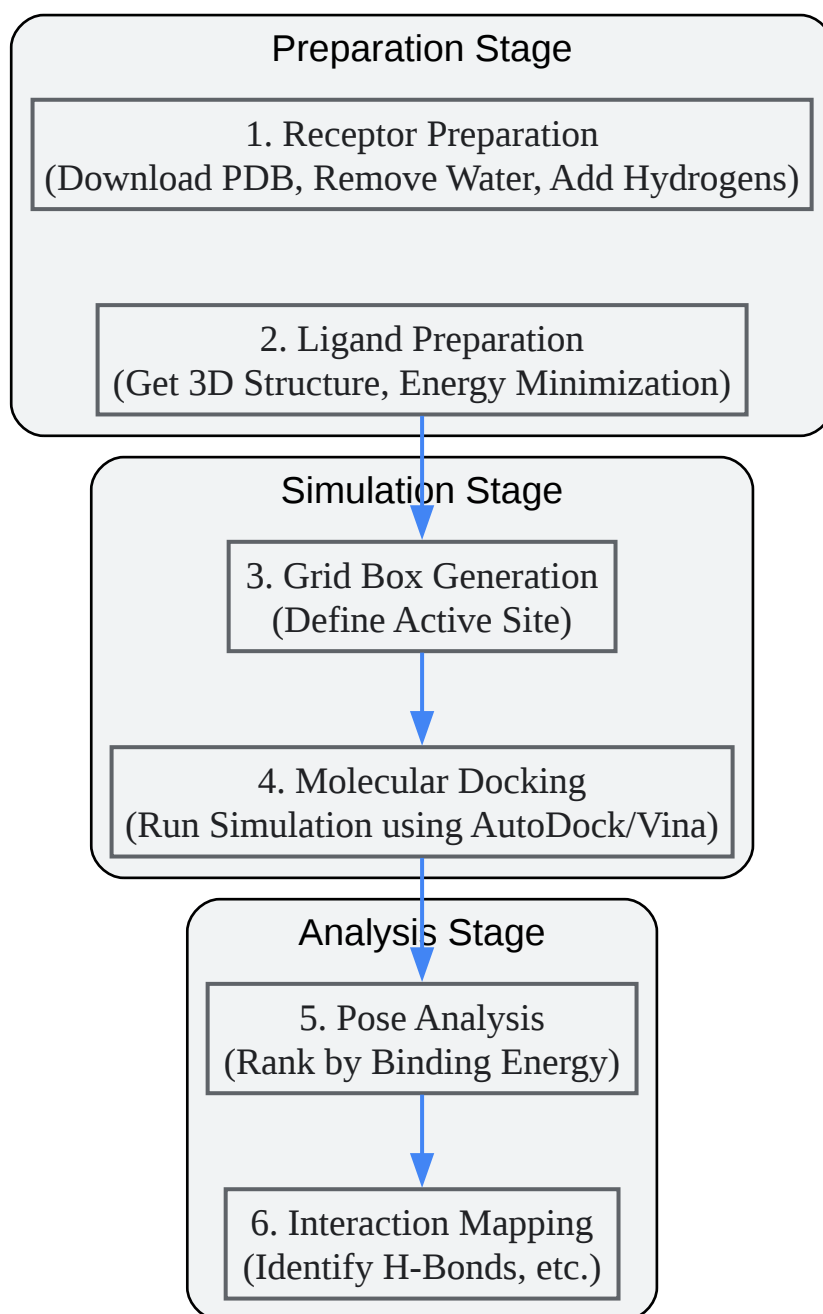 Preparation Stage
1. Receptor Preparation
(Download PDB, Remove Water, Add Hydrogens)
2. Ligand Preparation
(Get 3D Structure, Energy Minimization)
Simulation Stage
3. Grid Box Generation
(Define Active Site)
4. Molecular Docking
(Run Simulation using AutoDock/Vina)
Analysis Stage
5. Pose Analysis
(Rank by Binding Energy)
6. Interaction Mapping
(Identify H-Bonds, etc.)